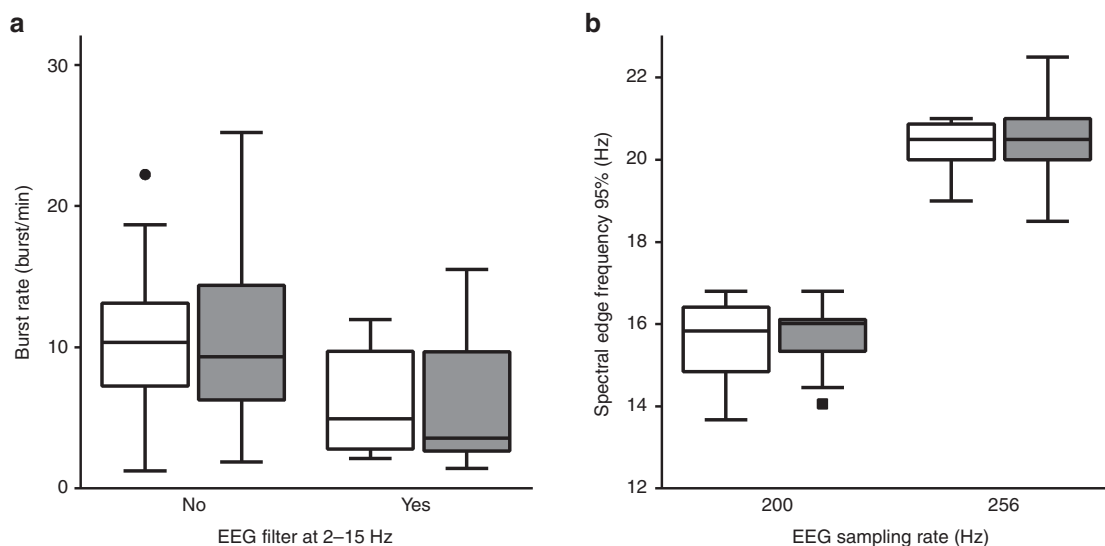 a
30
20
10
0
Burst rate (burst/min)
No
Yes
EEG filter at 2–15 Hz
b
22
20
18
16
14
12
Spectral edge frequency 95% (Hz)
200
256
EEG sampling rate (Hz)